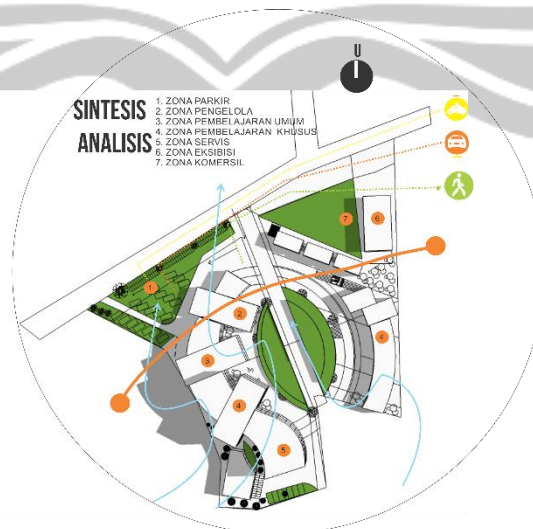 U
SINTESIS
ANALISIS
1. ZONA PARKIR
2. ZONA PENGELOLA
3. ZONA PEMBELAJARAN UMUM
4. ZONA PEMBELAJARAN KHUSUS
5. ZONA SERVIS
6. ZONA EKSIBISI
7. ZONA KOMERSIL
7
6
1
2
4
3
4
5